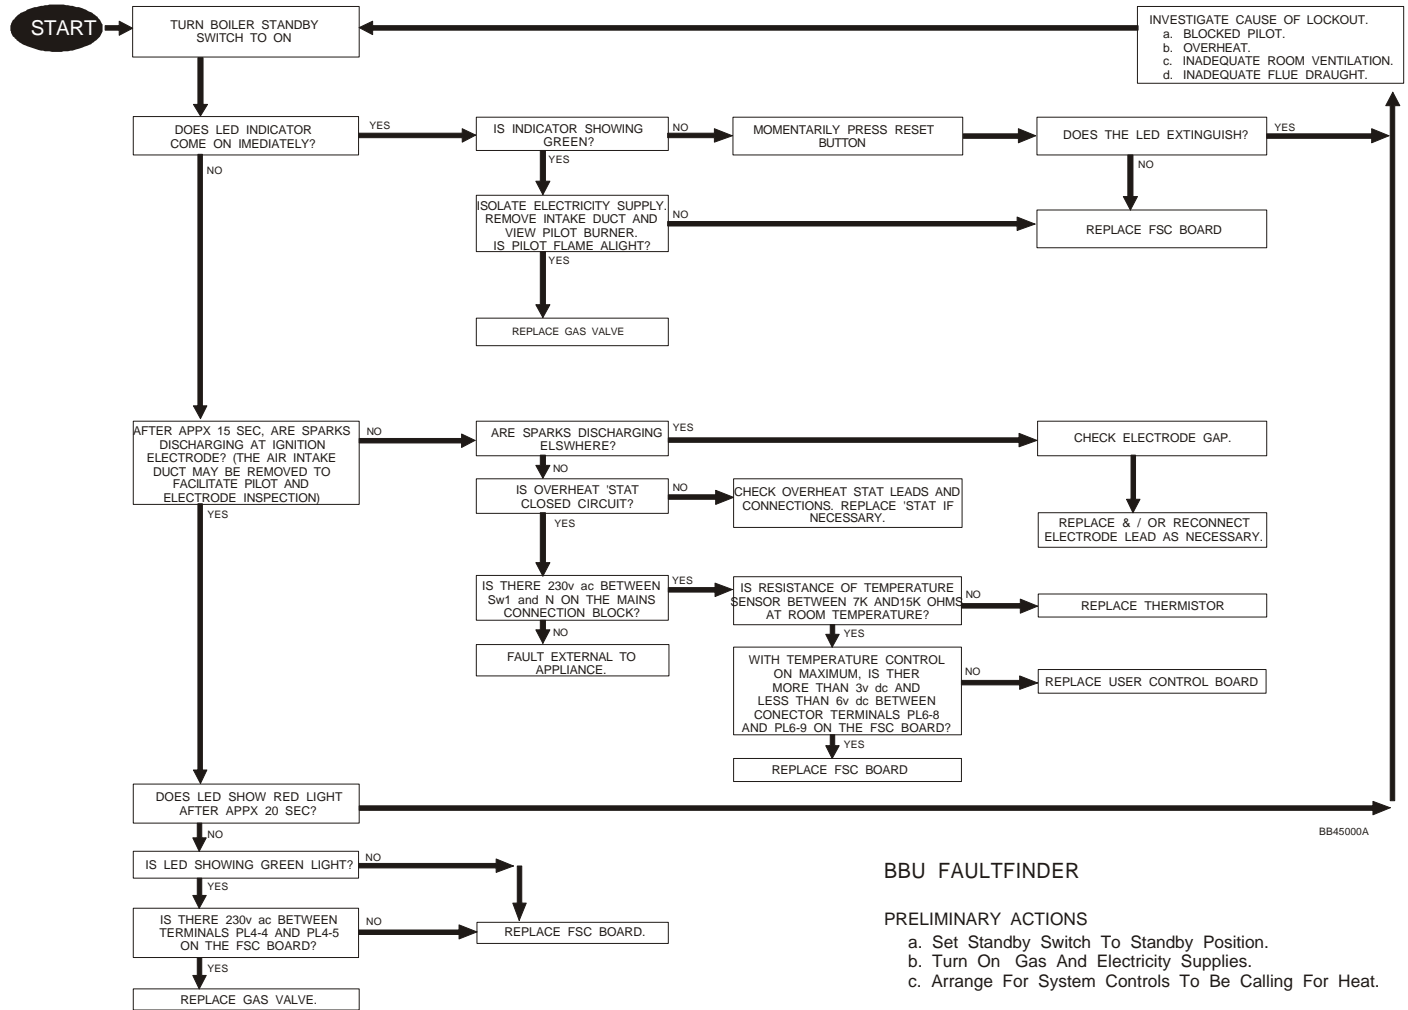 START
TURN BOILER STANDBY
SWITCH TO ON
INVESTIGATE CAUSE OF LOCKOUT.
a. BLOCKED PILOT.
b. OVERHEAT.
c. INADEQUATE ROOM VENTILATION.
d. INADEQUATE FLUE DRAUGHT.
DOES LED INDICATOR
COME ON IMEDIATELY?
YES
NO
IS INDICATOR SHOWING
GREEN?
NO
YES
MOMENTARILY PRESS RESET
BUTTON
DOES THE LED EXTINGUISH?
YES
NO
ISOLATE ELECTRICITY SUPPLY.
REMOVE INTAKE DUCT AND
VIEW PILOT BURNER.
IS PILOT FLAME ALIGHT?
NO
YES
REPLACE FSC BOARD
REPLACE GAS VALVE
AFTER APPX 15 SEC, ARE SPARKS
DISCHARGING AT IGNITION
ELECTRODE? (THE AIR INTAKE
DUCT MAY BE REMOVED TO
FACILITATE PILOT AND
ELECTRODE INSPECTION)
NO
YES
ARE SPARKS DISCHARGING
ELSWHERE?
YES
NO
CHECK ELECTRODE GAP.
IS OVERHEAT 'STAT
CLOSED CIRCUIT?
NO
YES
CHECK OVERHEAT STAT LEADS AND
CONNECTIONS. REPLACE 'STAT IF
NECESSARY.
REPLACE & / OR RECONNECT
ELECTRODE LEAD AS NECESSARY.
IS THERE 230v ac BETWEEN
Sw1 and N ON THE MAINS
CONNECTION BLOCK?
YES
NO
IS RESISTANCE OF TEMPERATURE
SENSOR BETWEEN 7K AND15K OHMS
AT ROOM TEMPERATURE?
NO
YES
REPLACE THERMISTOR
FAULT EXTERNAL TO
APPLIANCE.
WITH TEMPERATURE CONTROL
ON MAXIMUM, IS THER
MORE THAN 3v dc AND
LESS THAN 6v dc BETWEEN
CONECTOR TERMINALS PL6-8
AND PL6-9 ON THE FSC BOARD?
NO
YES
REPLACE USER CONTROL BOARD
REPLACE FSC BOARD
DOES LED SHOW RED LIGHT
AFTER APPX 20 SEC?
NO
BB45000A
IS LED SHOWING GREEN LIGHT?
NO
YES
IS THERE 230v ac BETWEEN
TERMINALS PL4-4 AND PL4-5
ON THE FSC BOARD?
NO
YES
REPLACE FSC BOARD.
REPLACE GAS VALVE.
BBU FAULTFINDER
PRELIMINARY ACTIONS
a. Set Standby Switch To Standby Position.
b. Turn On Gas And Electricity Supplies.
c. Arrange For System Controls To Be Calling For Heat.